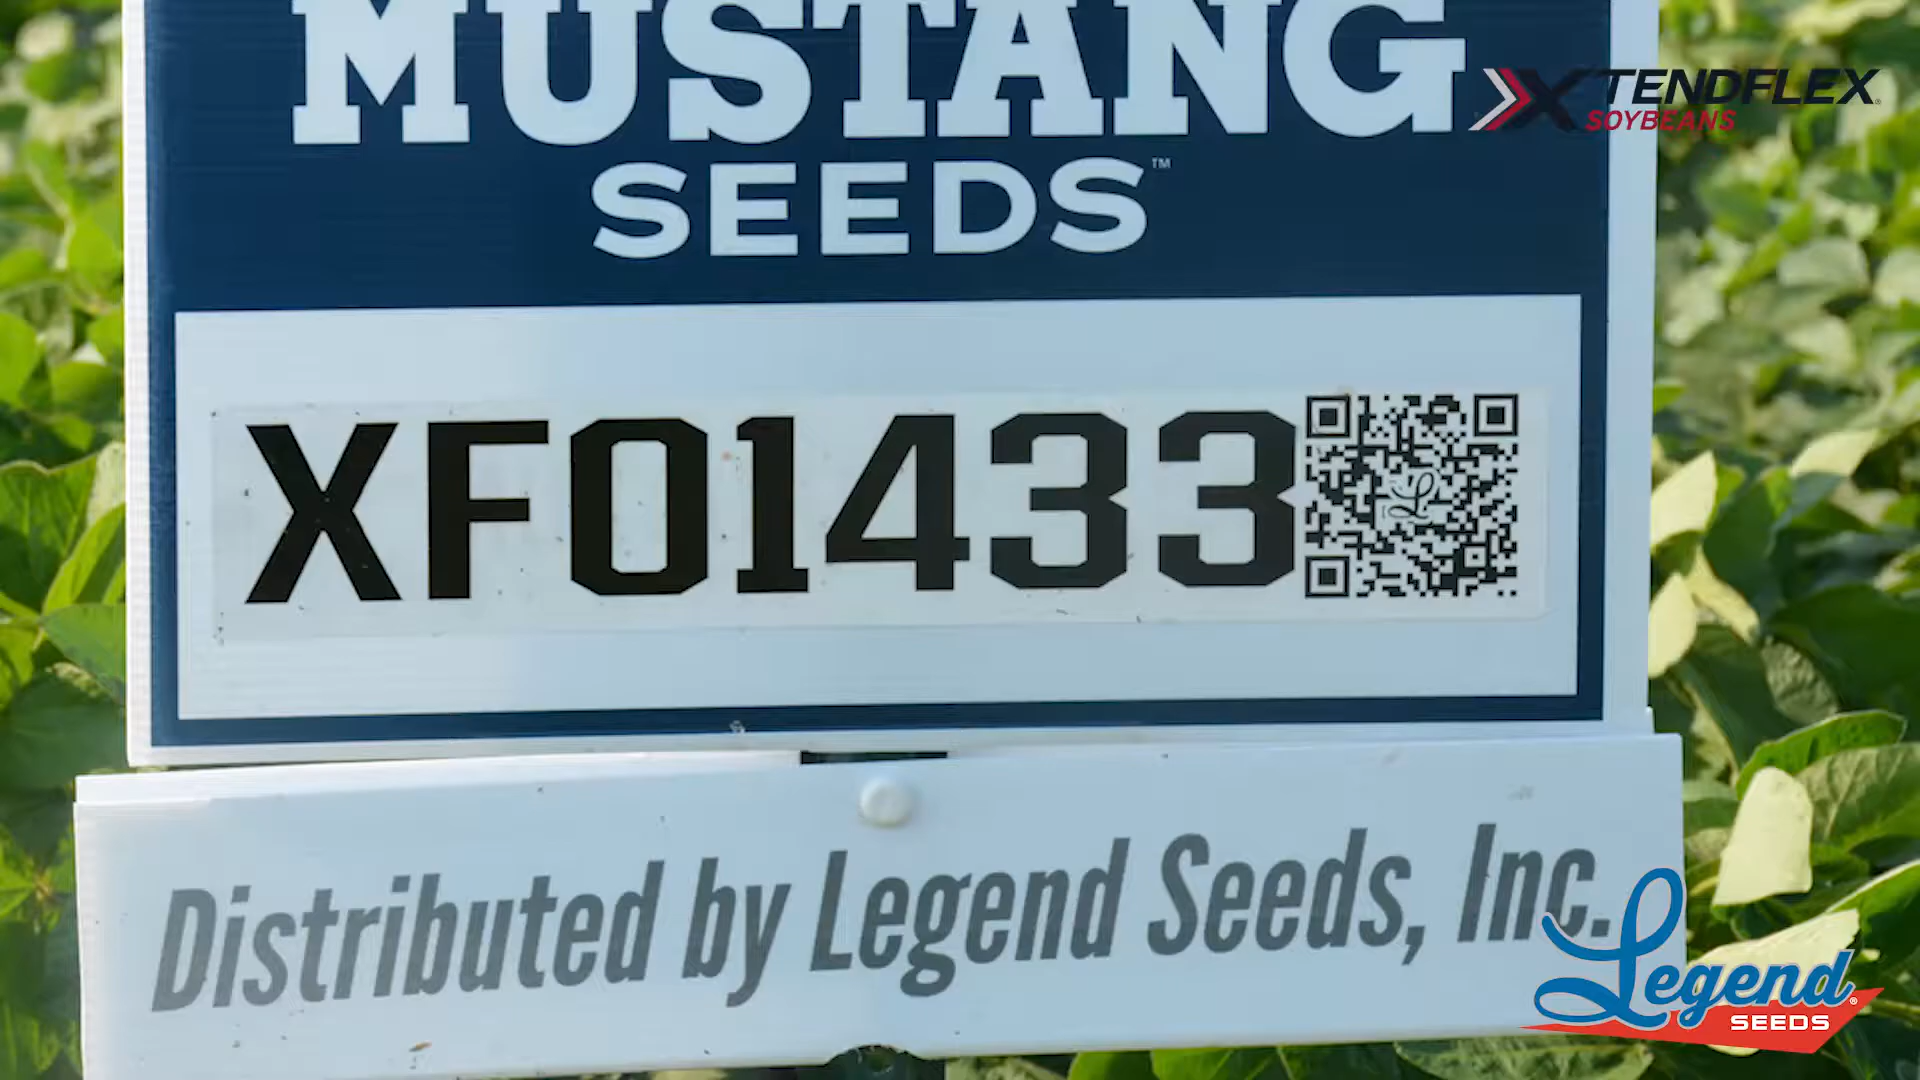 MUSTANG
SEEDS™
XTENDFLEX®
SOYBEANS
XF01433
Distributed by Legend Seeds, Inc.
Legend®
SEEDS